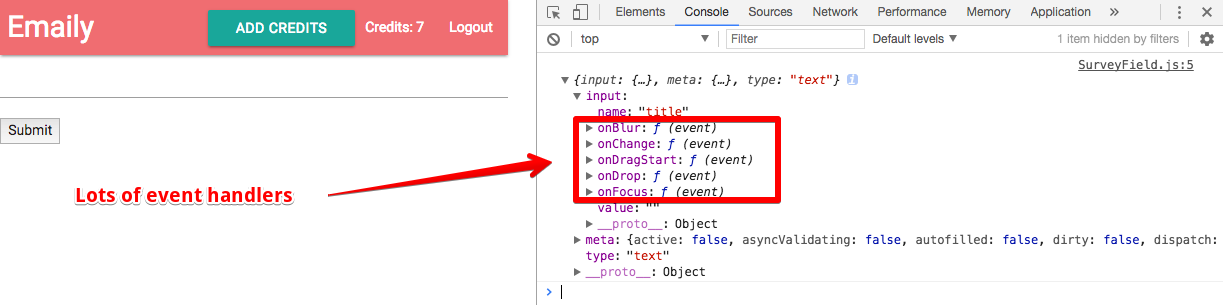 Emaily ADD CREDITS Credits: 7 Logout
Submit
Lots of event handlers
Elements Console Sources Network Performance Memory Application »
top Filter Default levels 1 item hidden by filters
SurveyField.js:5
{input: {…}, meta: {…}, type: "text"} i
input:
name: "title"
onBlur: ƒ (event)
onChange: ƒ (event)
onDragStart: ƒ (event)
onDrop: ƒ (event)
onFocus: ƒ (event)
value: ""
__proto__: Object
meta: {active: false, asyncValidating: false, autofilled: false, dirty: false, dispatch:
type: "text"
__proto__: Object
>